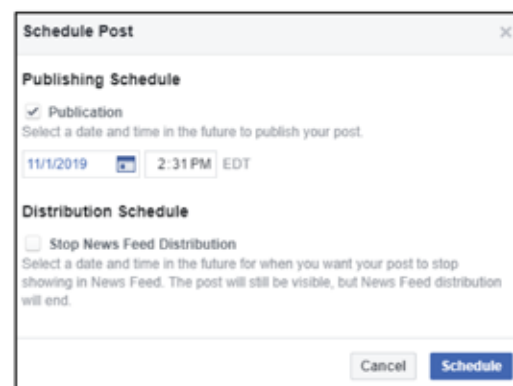 Schedule Post
Publishing Schedule
Publication
Select a date and time in the future to publish your post.
11/1/2019 2:31 PM EDT
Distribution Schedule
Stop News Feed Distribution
Select a date and time in the future for when you want your post to stop
showing in News Feed. The post will still be visible, but News Feed distribution
will end.
Cancel Schedule